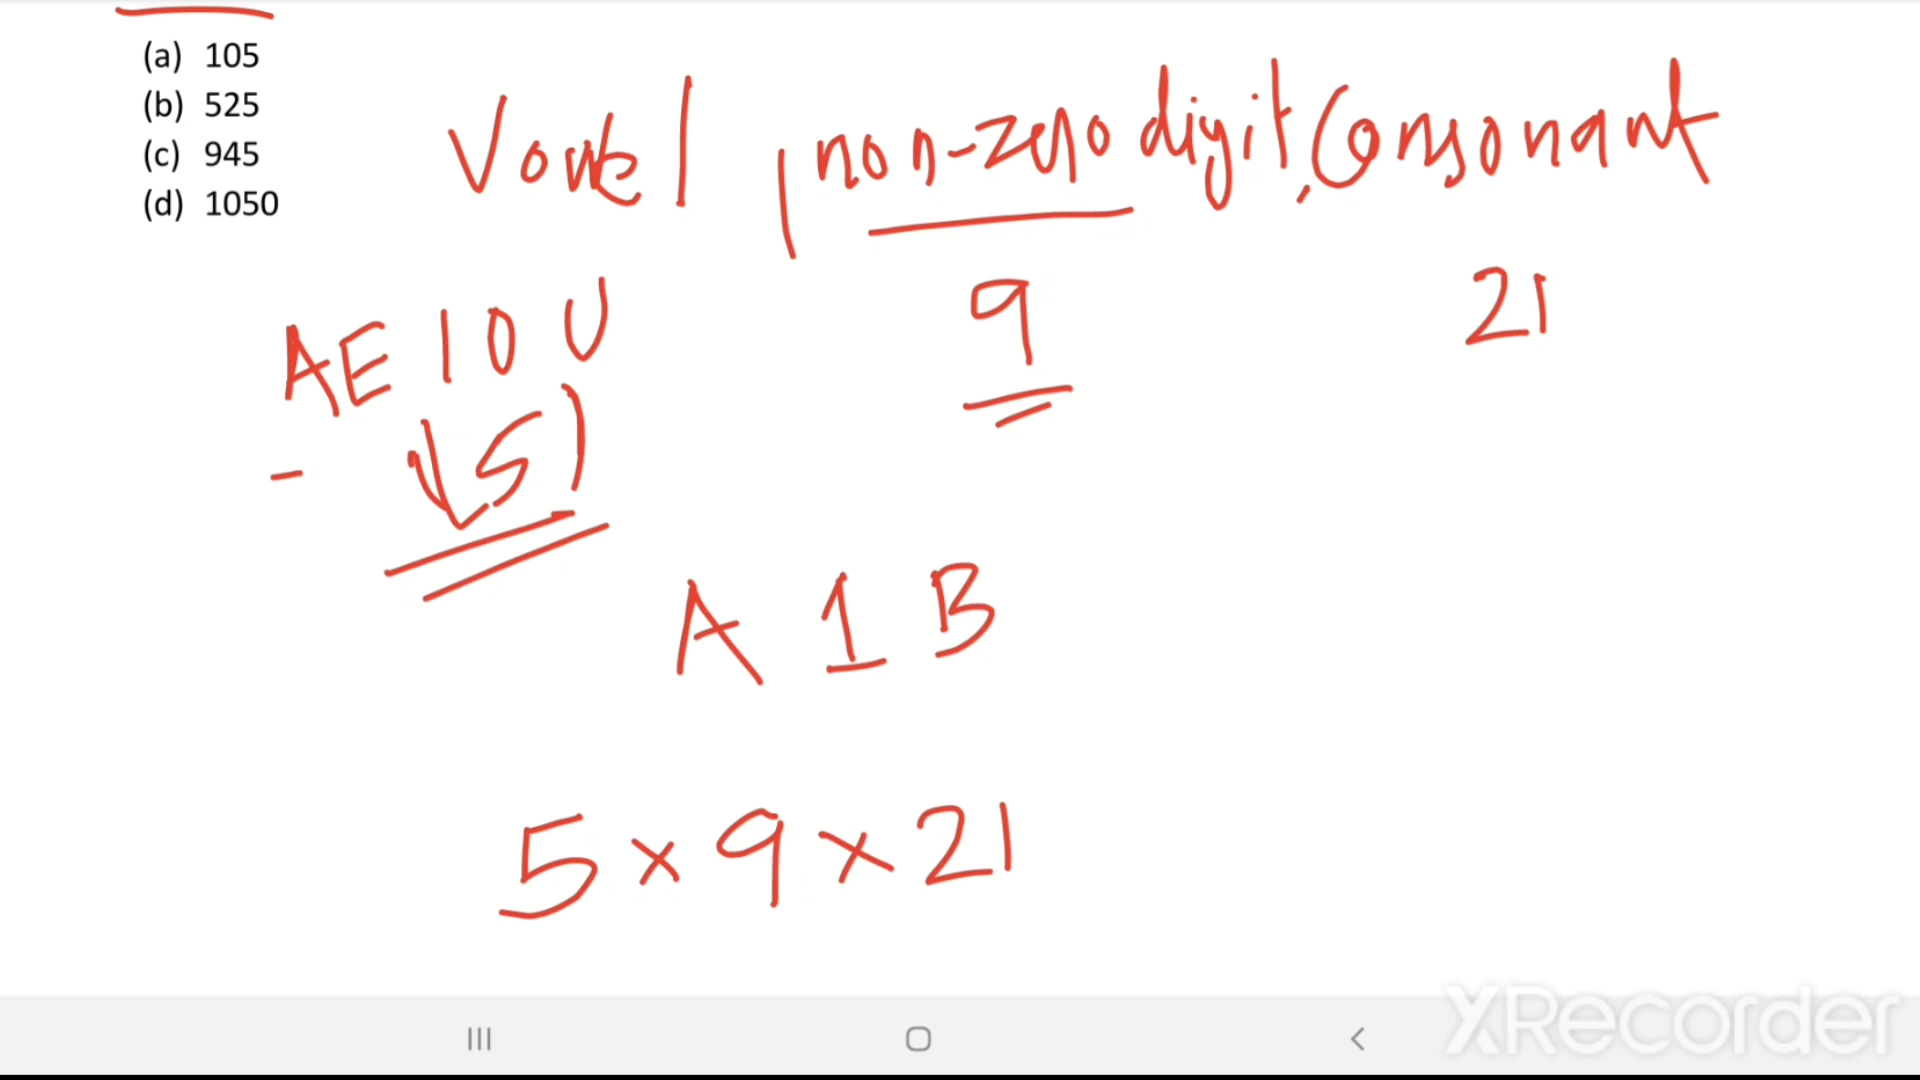 (a) 105
(b) 525
(c) 945
(d) 1050
Vowel, non-zero digit, Consonant
AEIOU
9
21
(5)
A 1 B
5 × 9 × 21
XRecorder